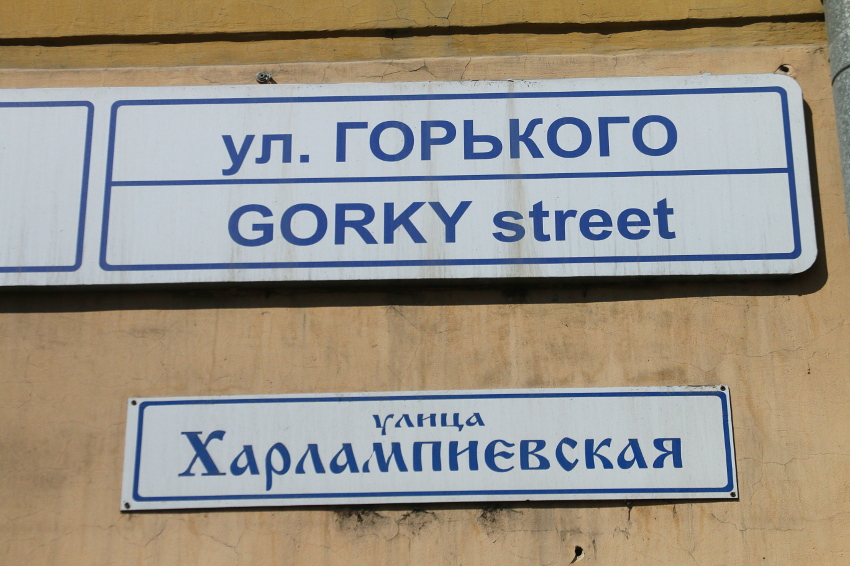 ул. ГОРЬКОГО
GORKY street
улица
Харлампиевская